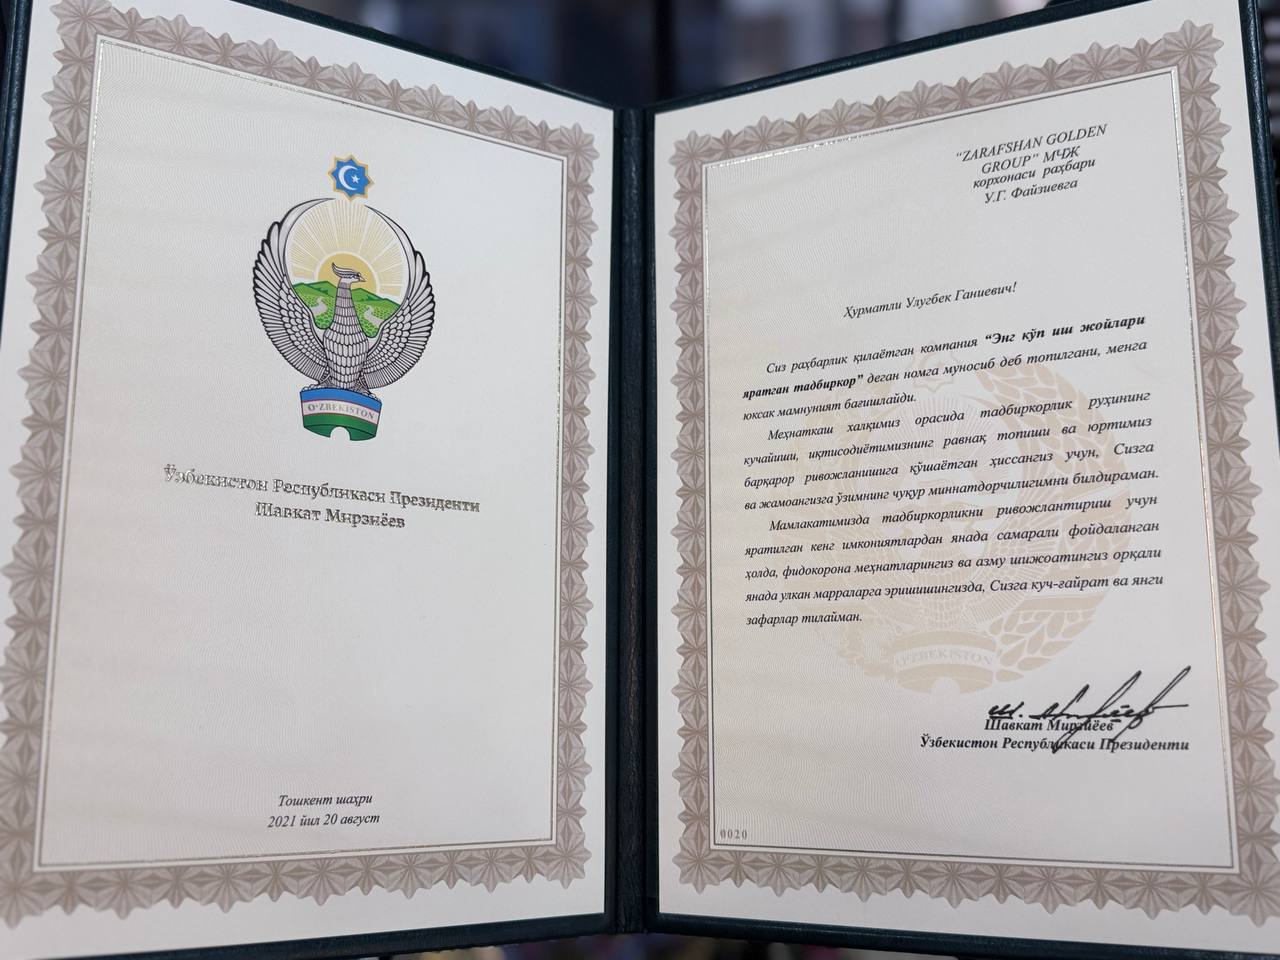 O‘ZBEKISTON
Ўзбекистон Республикаси Президенти
Шавкат Мирзиёев
Тошкент шаҳри
2021 йил 20 август
“ZARAFSHAN GOLDEN
GROUP” МЧЖ
корхонаси раҳбари
У.Г. Файзиевга
Ҳурматли Улугбек Ганиевич!
Сиз раҳбарлик қилаётган компания “Энг кўп иш жойлари
яратган тадбиркор” деган номга муносиб деб топилгани, менга
юксак мамнуният бағишлайди.
Меҳнаткаш халқимиз орасида тадбиркорлик руҳининг
кучайиши, иқтисодиётимизнинг равнақ топиши ва юртимиз
барқарор ривожланишига қўшаётган ҳиссангиз учун, Сизга
ва жамоангизга ўзимнинг чуқур миннатдорчилигимни билдираман.
Мамлакатимизда тадбиркорликни ривожлантириш учун
яратилган кенг имкониятлардан янада самарали фойдаланган
ҳолда, фидокорона меҳнатларингиз ва азму шижоатингиз орқали
янада улкан марраларга эришишингизда, Сизга куч-ғайрат ва янги
зафарлар тилайман.
O‘ZBEKISTON
Шавкат Мирзиёев
Ўзбекистон Республикаси Президенти
0020